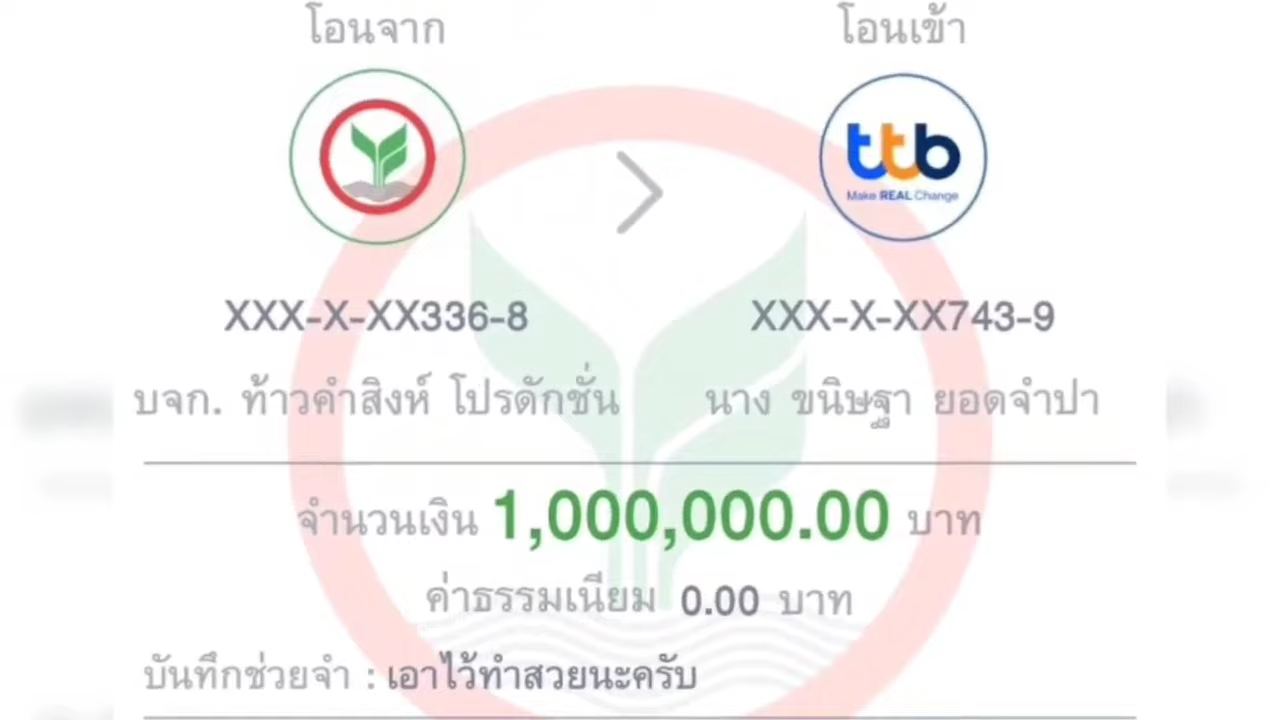 โอนจาก
โอนเข้า
ttb
Make REAL Change
XXX-X-XX336-8
XXX-X-XX743-9
บจก. ท้าวคำสิงห์ โปรดักชั่น
นาง ขนิษฐา ยอดจำปา
จำนวนเงิน 1,000,000.00 บาท
ค่าธรรมเนียม 0.00 บาท
บันทึกช่วยจำ : เอาไว้ทำสวยนะครับ